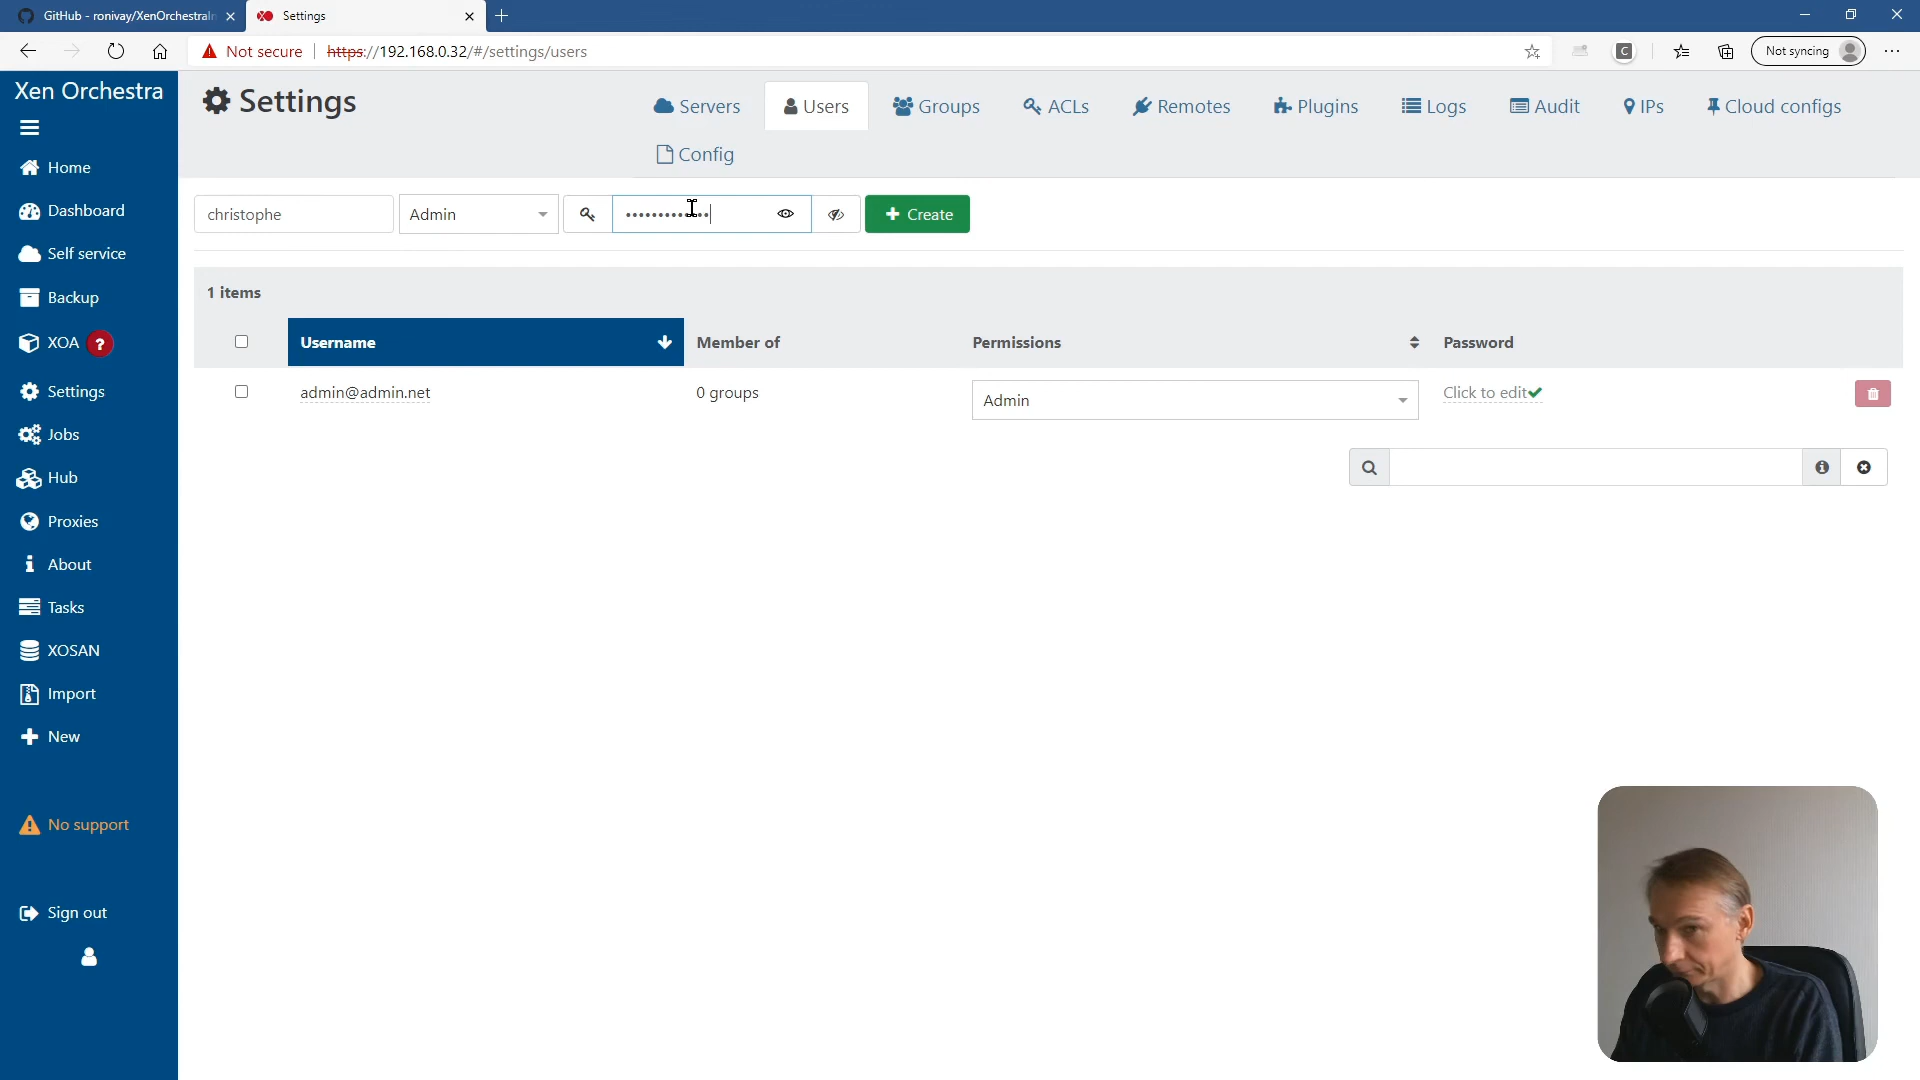 GitHub - ronivay/XenOrchestraIn
Settings
Not secure
https://192.168.0.32/#/settings/users
C
Not syncing
Xen Orchestra
Home
Dashboard
Self service
Backup
XOA ?
Settings
Jobs
Hub
Proxies
About
Tasks
XOSAN
Import
New
No support
Sign out
Settings
Servers
Users
Groups
ACLs
Remotes
Plugins
Logs
Audit
IPs
Cloud configs
Config
christophe
Admin
Create
1 items
Username
Member of
Permissions
Password
admin@admin.net
0 groups
Admin
Click to edit